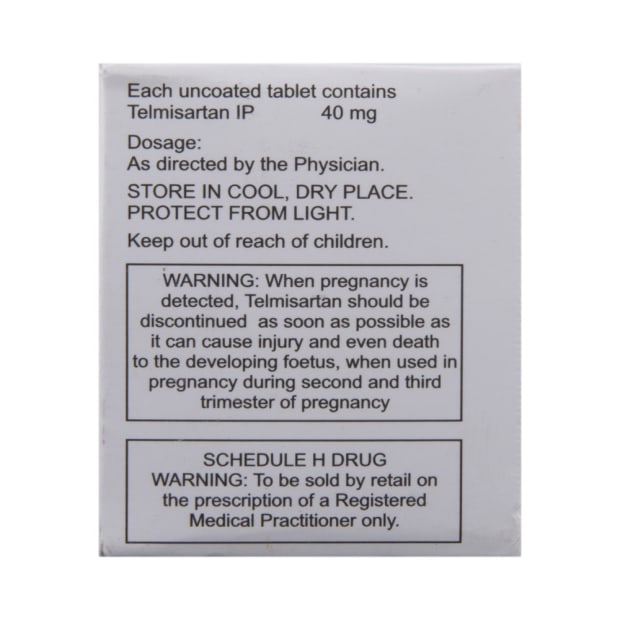 Each uncoated tablet contains
Telmisartan IP 40 mg
Dosage:
As directed by the Physician.
STORE IN COOL, DRY PLACE.
PROTECT FROM LIGHT.
Keep out of reach of children.
WARNING: When pregnancy is
detected, Telmisartan should be
discontinued as soon as possible as
it can cause injury and even death
to the developing foetus, when used in
pregnancy during second and third
trimester of pregnancy
SCHEDULE H DRUG
WARNING: To be sold by retail on
the prescription of a Registered
Medical Practitioner only.